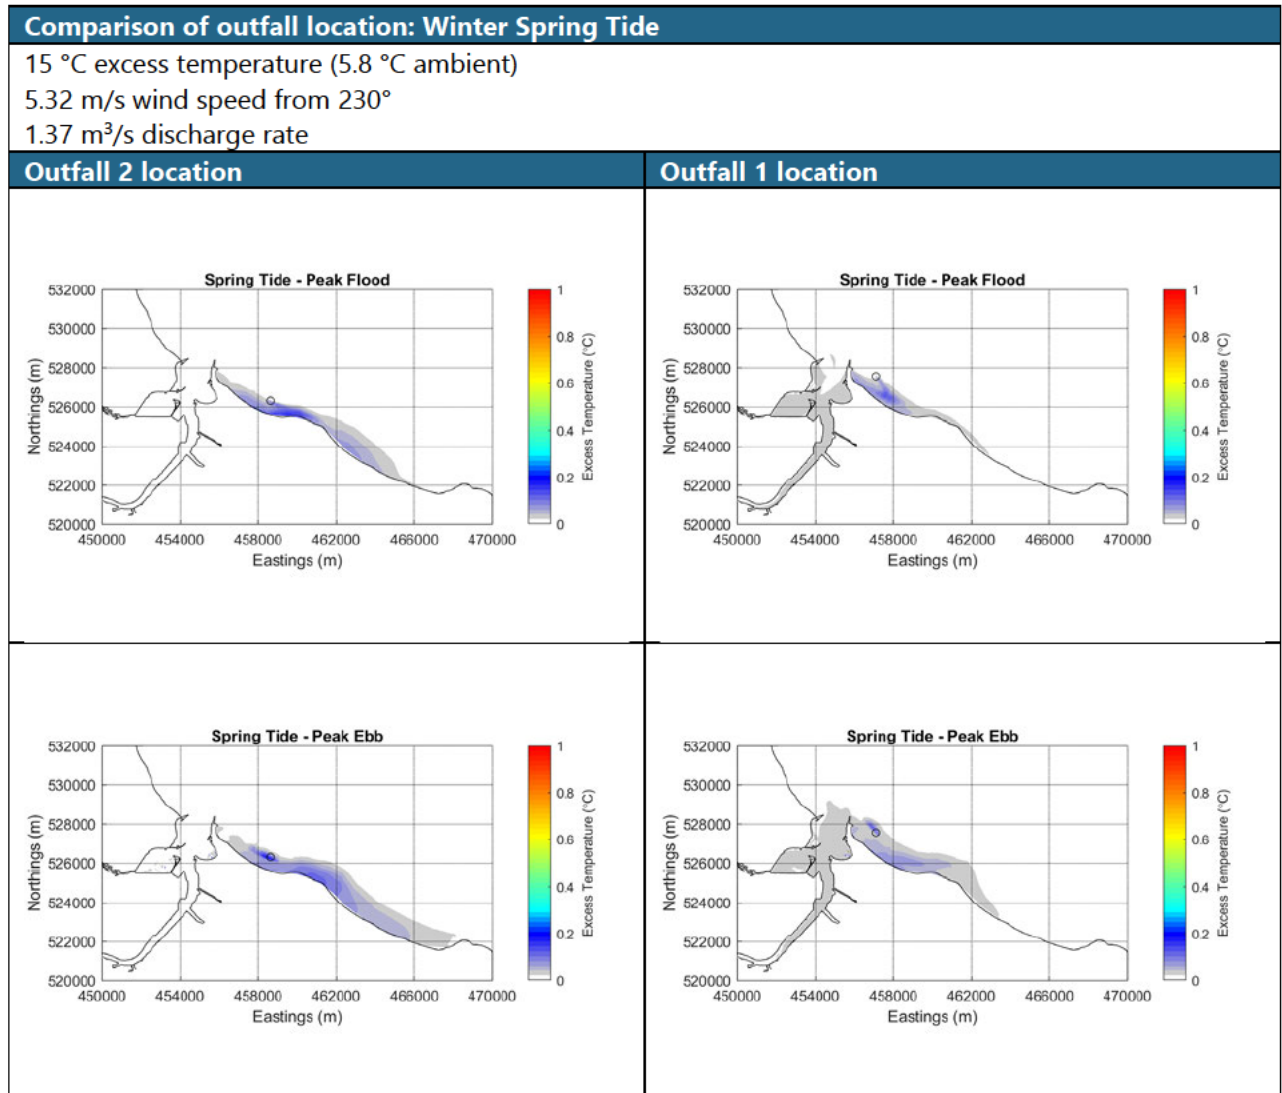 Comparison of outfall location: Winter Spring Tide
15 °C excess temperature (5.8 °C ambient)
5.32 m/s wind speed from 230°
1.37 m³/s discharge rate
Outfall 2 location
Outfall 1 location
Spring Tide - Peak Flood
532000
530000
528000
526000
524000
522000
520000
Northings (m)
450000 454000 458000 462000 466000 470000
Eastings (m)
1
0.8
0.6
0.4
0.2
0
Excess Temperature (°C)
Spring Tide - Peak Flood
532000
530000
528000
526000
524000
522000
520000
Northings (m)
450000 454000 458000 462000 466000 470000
Eastings (m)
1
0.8
0.6
0.4
0.2
0
Excess Temperature (°C)
Spring Tide - Peak Ebb
532000
530000
528000
526000
524000
522000
520000
Northings (m)
450000 454000 458000 462000 466000 470000
Eastings (m)
1
0.8
0.6
0.4
0.2
0
Excess Temperature (°C)
Spring Tide - Peak Ebb
532000
530000
528000
526000
524000
522000
520000
Northings (m)
450000 454000 458000 462000 466000 470000
Eastings (m)
1
0.8
0.6
0.4
0.2
0
Excess Temperature (°C)